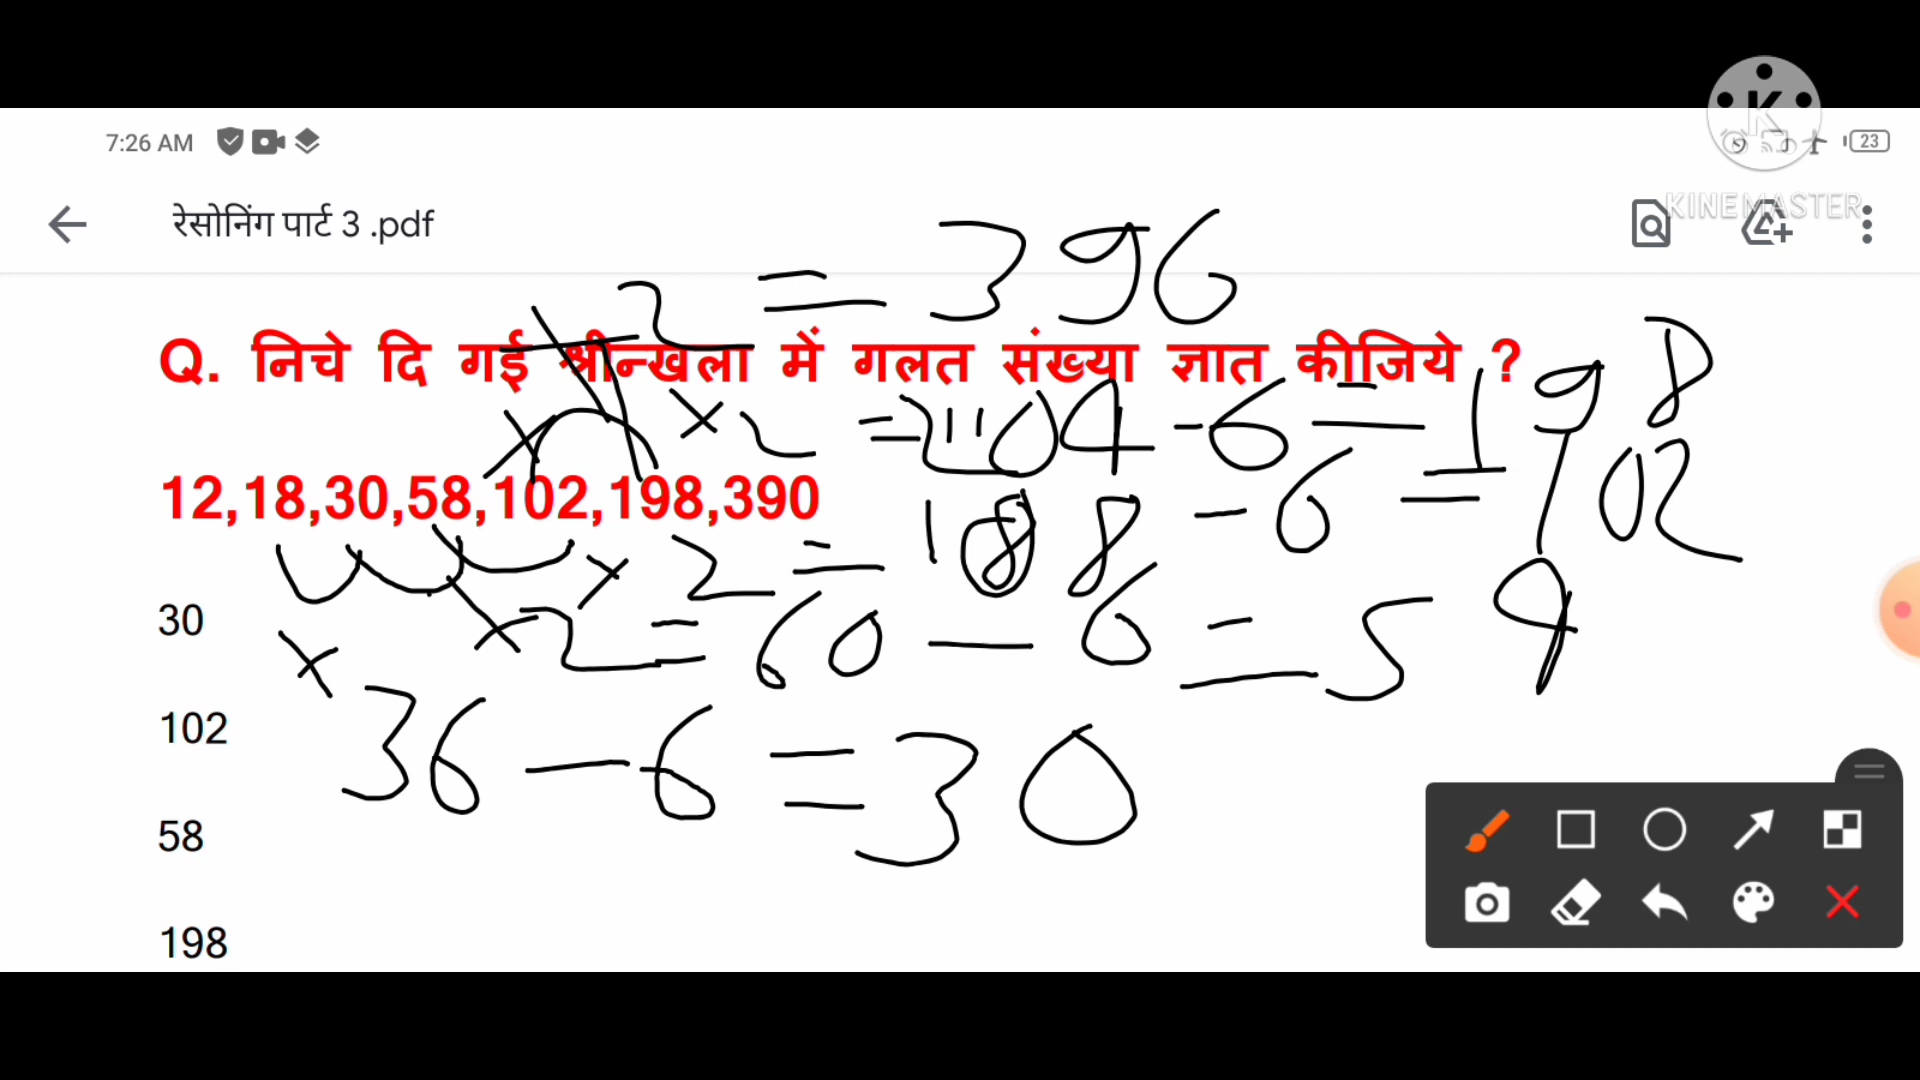 7:26 AM
23
KINEMASTER
रेसोनिंग पार्ट 3 .pdf
2 = 396
Q. निचे दि गई श्रीन्खला में गलत संख्या ज्ञात कीजिये ?
× 2 = 204 - 6 = 198
12,18,30,58,102,198,390
× 2 = 108 - 6 = 102
30
× 2 = 60 - 6 = 54
102
36 - 6 = 30
58
198